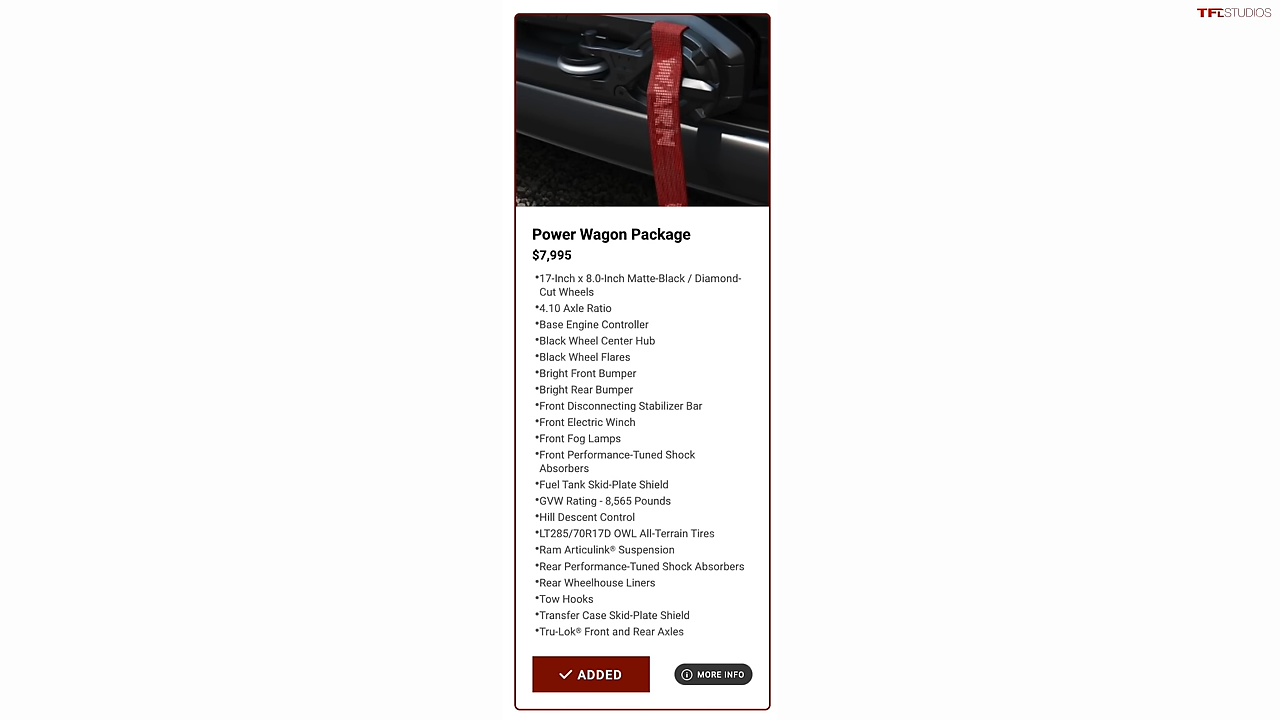 TFLSTUDIOS
WARN
Power Wagon Package
$7,995
*17-Inch x 8.0-Inch Matte-Black / Diamond-
Cut Wheels
*4.10 Axle Ratio
*Base Engine Controller
*Black Wheel Center Hub
*Black Wheel Flares
*Bright Front Bumper
*Bright Rear Bumper
*Front Disconnecting Stabilizer Bar
*Front Electric Winch
*Front Fog Lamps
*Front Performance-Tuned Shock
Absorbers
*Fuel Tank Skid-Plate Shield
*GVW Rating - 8,565 Pounds
*Hill Descent Control
*LT285/70R17D OWL All-Terrain Tires
*Ram Articulink® Suspension
*Rear Performance-Tuned Shock Absorbers
*Rear Wheelhouse Liners
*Tow Hooks
*Transfer Case Skid-Plate Shield
*Tru-Lok® Front and Rear Axles
ADDED
MORE INFO